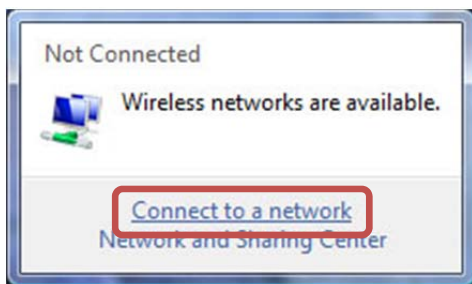 Not Connected
Wireless networks are available.
Connect to a network
Network and Sharing Center